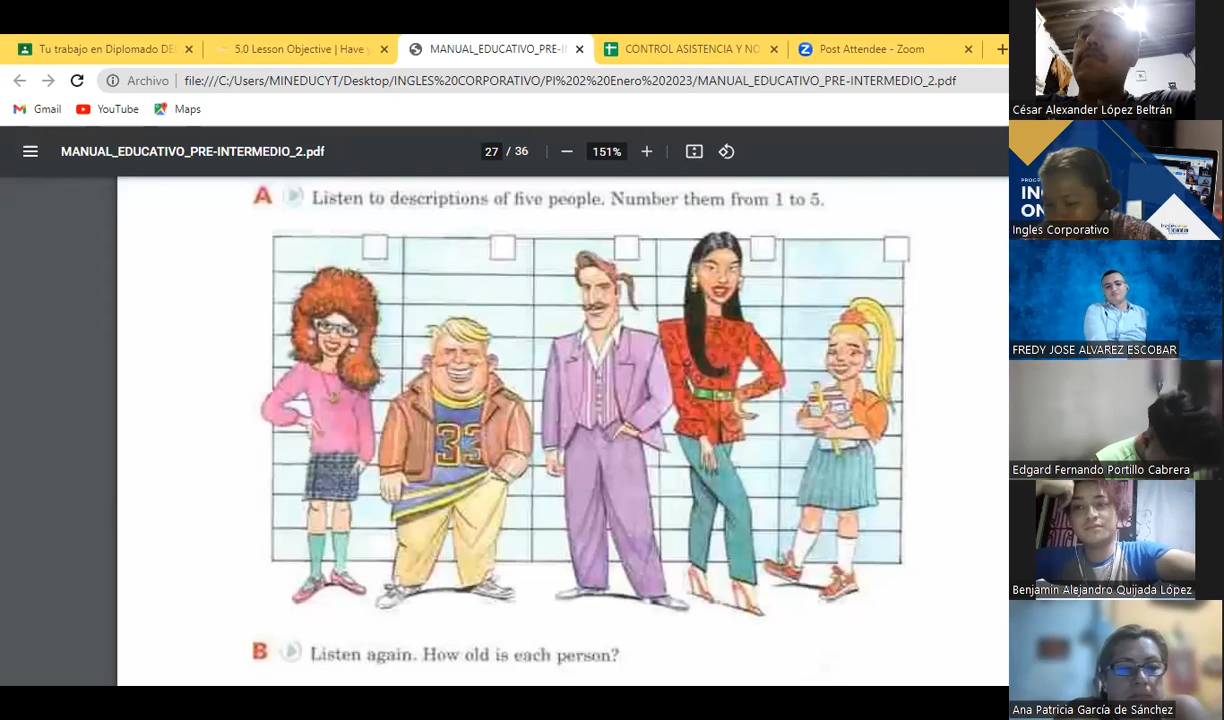 Tu trabajo en Diplomado DE
5.0 Lesson Objective | Have y
MANUAL_EDUCATIVO_PRE-I
CONTROL ASISTENCIA Y NO
Post Attendee - Zoom
Archivo
file:///C:/Users/MINEDUCYT/Desktop/INGLES%20CORPORATIVO/PI%202%20Enero%202023/MANUAL_EDUCATIVO_PRE-INTERMEDIO_2.pdf
Gmail YouTube Maps
MANUAL_EDUCATIVO_PRE-INTERMEDIO_2.pdf
27 / 36
151%
A Listen to descriptions of five people. Number them from 1 to 5.
33
B Listen again. How old is each person?
César Alexander López Beltrán
IN
ON
Ingles Corporativo
FREDY JOSE ALVAREZ ESCOBAR
Edgard Fernando Portillo Cabrera
Benjamin Alejandro Quijada López
Ana Patricia García de Sánchez